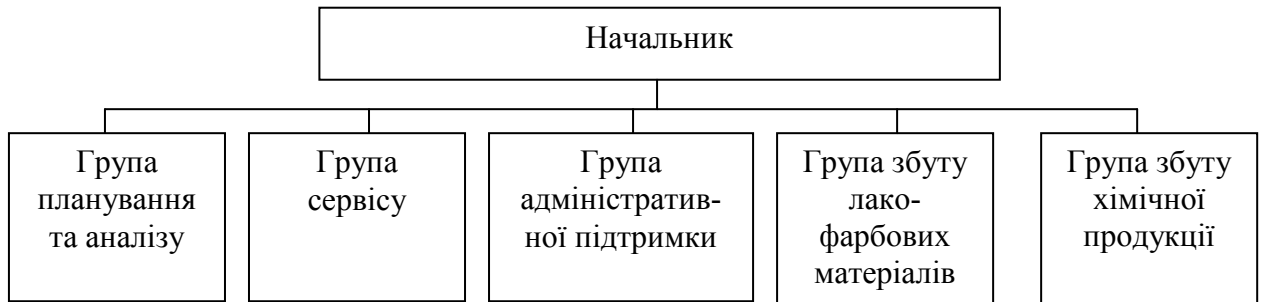 Начальник
Група
планування
та аналізу
Група
сервісу
Група
адміністратив-
ної підтримки
Група збуту
лако-
фарбових
матеріалів
Група збуту
хімічної
продукції